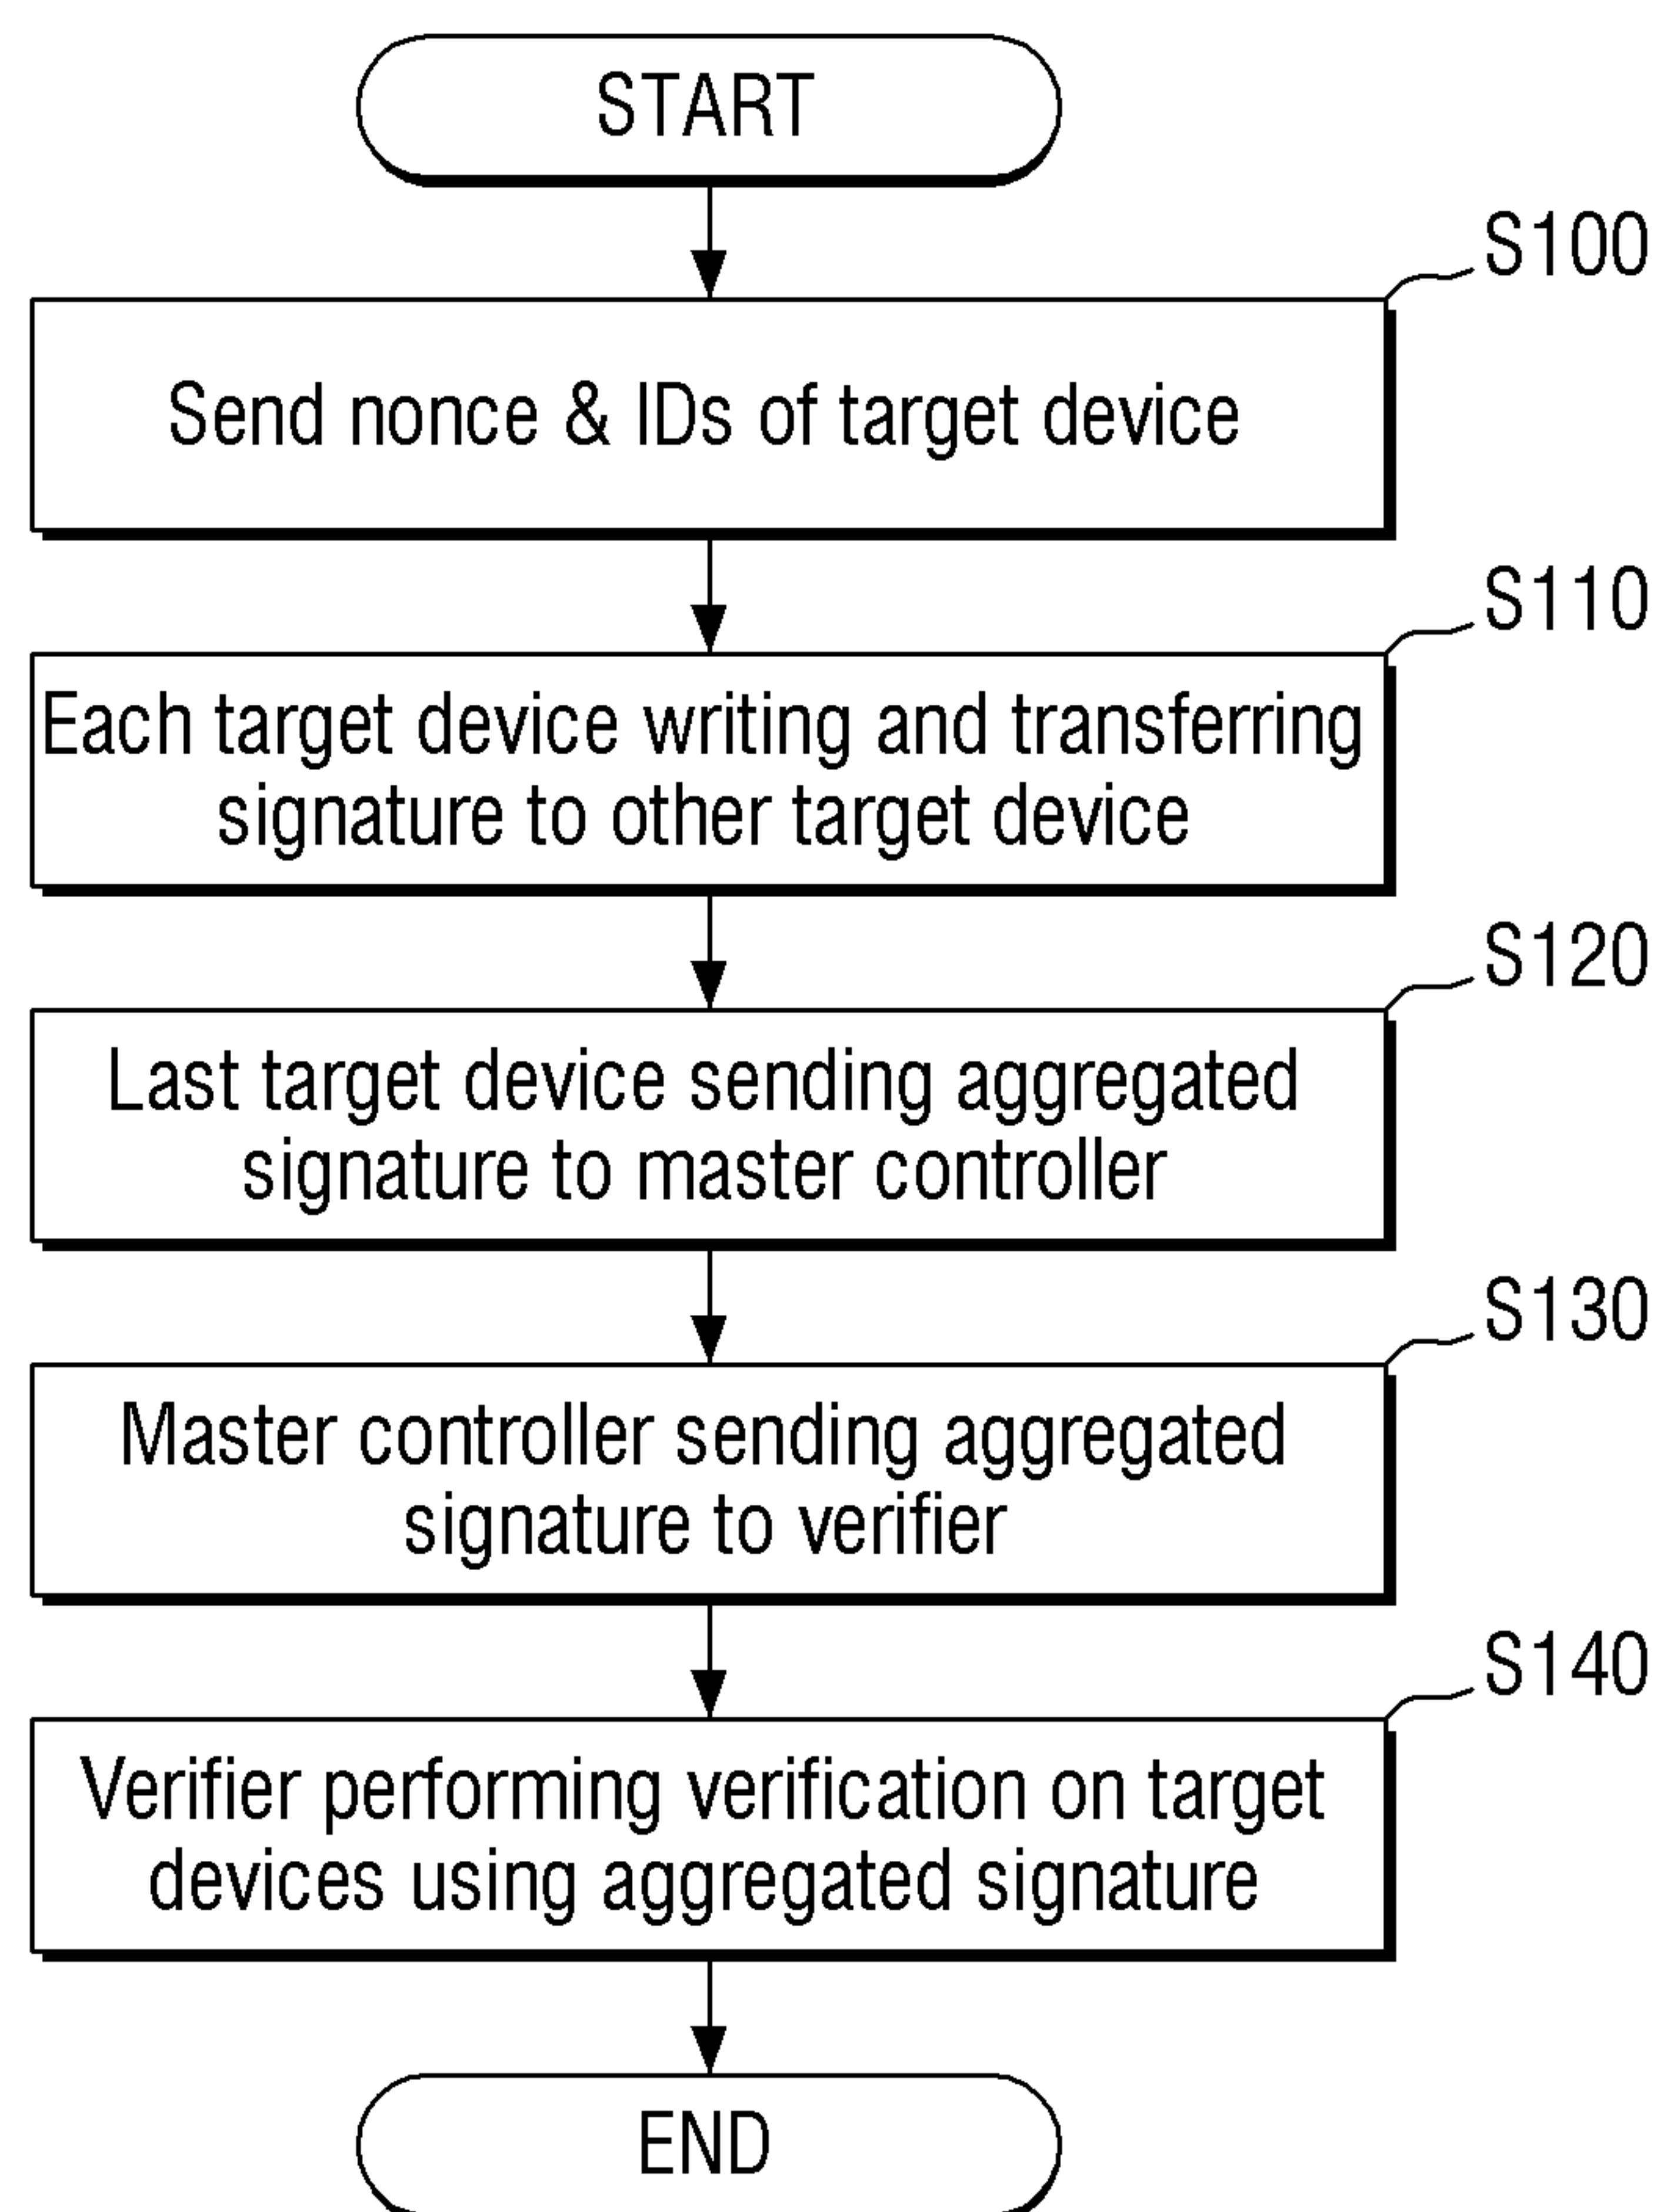 START
S100
Send nonce & IDs of target device
S110
Each target device writing and transferring
signature to other target device
S120
Last target device sending aggregated
signature to master controller
S130
Master controller sending aggregated
signature to verifier
S140
Verifier performing verification on target
devices using aggregated signature
END